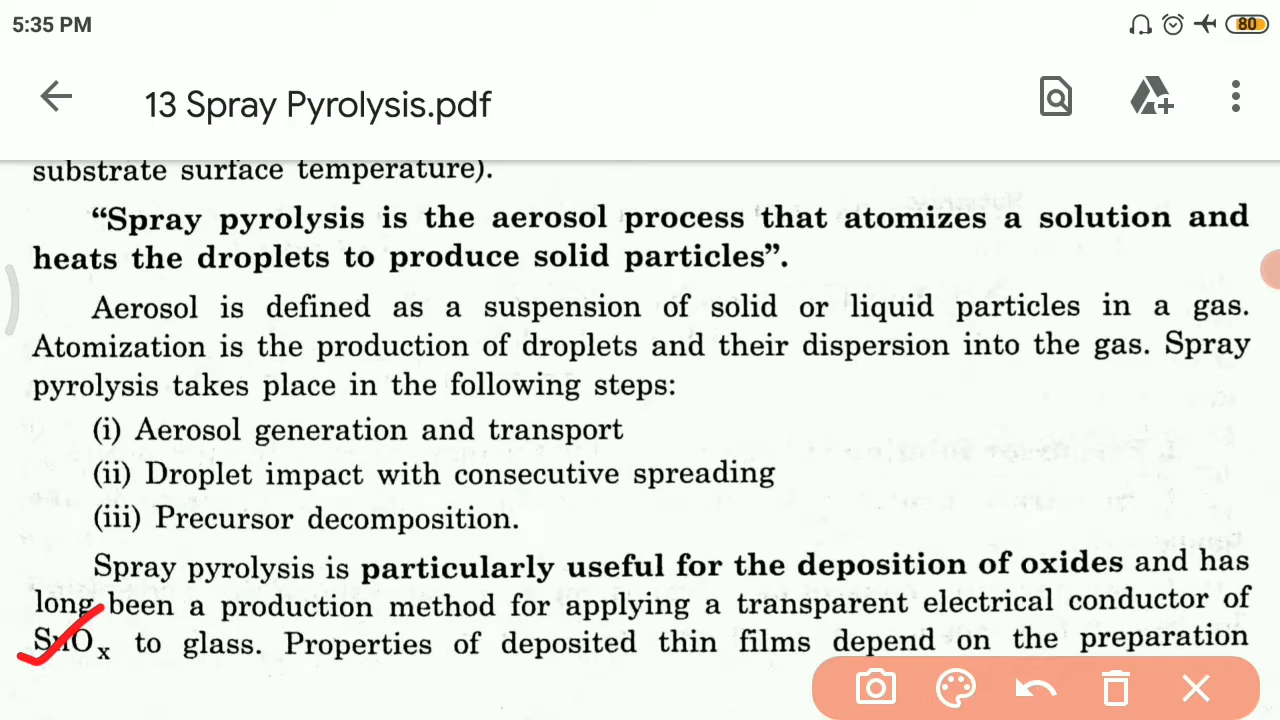 5:35 PM
80
13 Spray Pyrolysis.pdf
substrate surface temperature).
“Spray pyrolysis is the aerosol process that atomizes a solution and
heats the droplets to produce solid particles”.
Aerosol is defined as a suspension of solid or liquid particles in a gas.
Atomization is the production of droplets and their dispersion into the gas. Spray
pyrolysis takes place in the following steps:
(i) Aerosol generation and transport
(ii) Droplet impact with consecutive spreading
(iii) Precursor decomposition.
Spray pyrolysis is particularly useful for the deposition of oxides and has
long been a production method for applying a transparent electrical conductor of
SnOx to glass. Properties of deposited thin films depend on the preparation